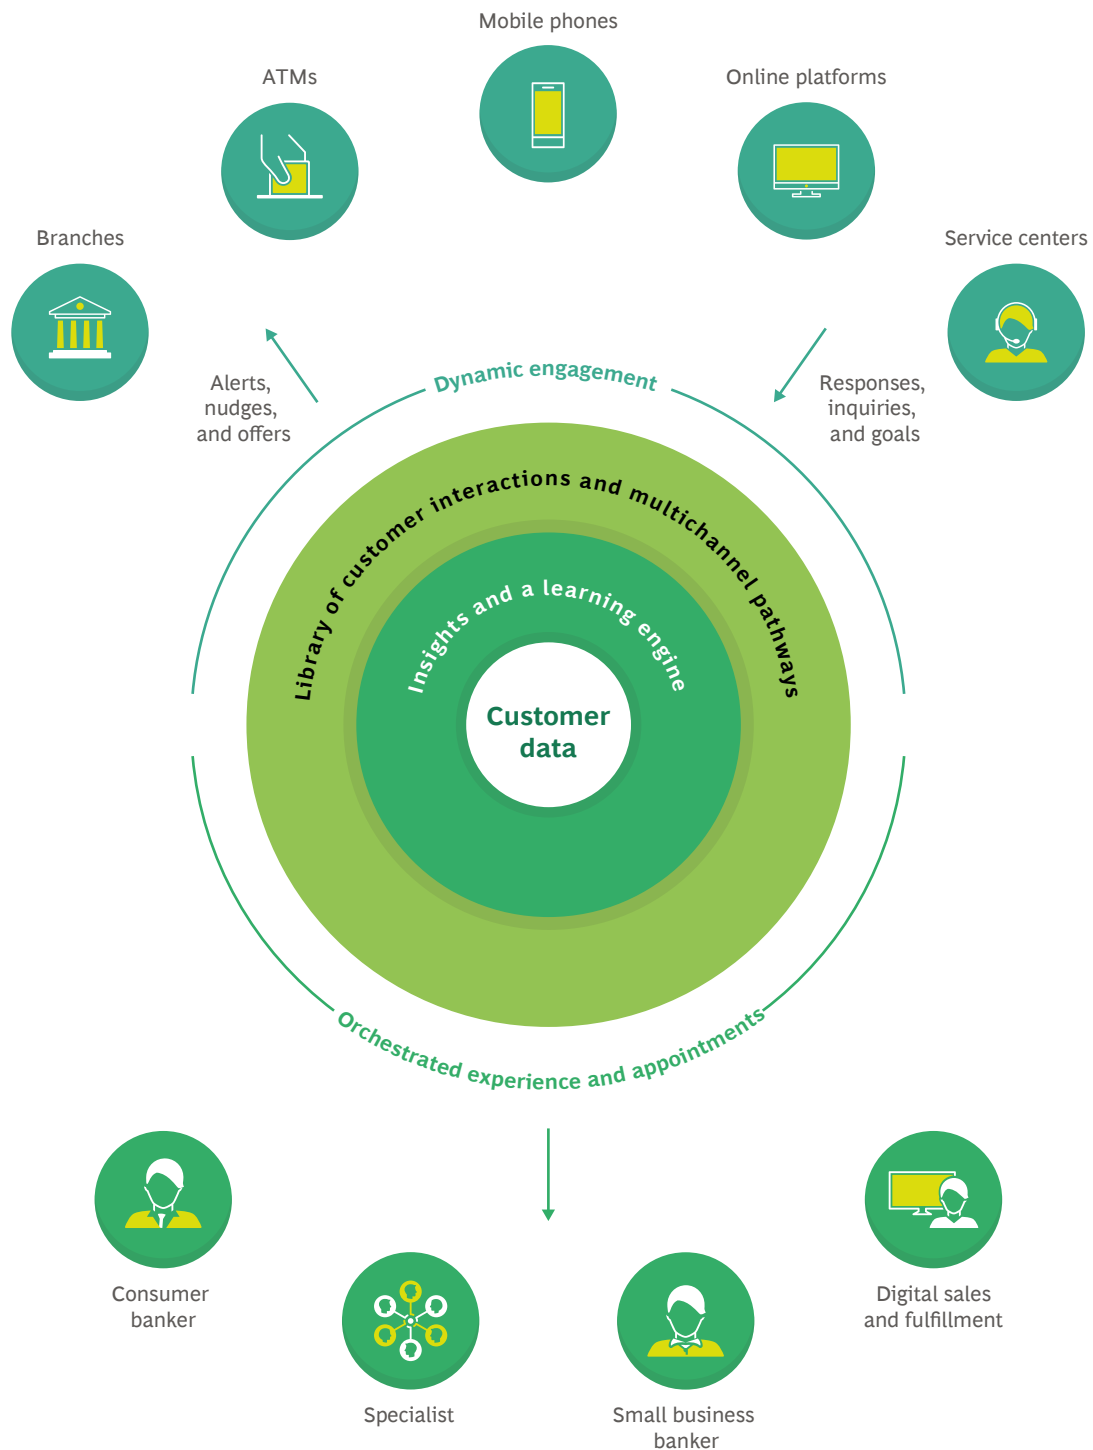 Mobile phones
ATMs
Online platforms
Branches
Service centers
Dynamic engagement
Alerts,
nudges,
and offers
Responses,
inquiries,
and goals
Library of customer interactions and multichannel pathways
Insights and a learning engine
Customer
data
Orchestrated experience and appointments
Consumer
banker
Digital sales
and fulfillment
Specialist
Small business
banker